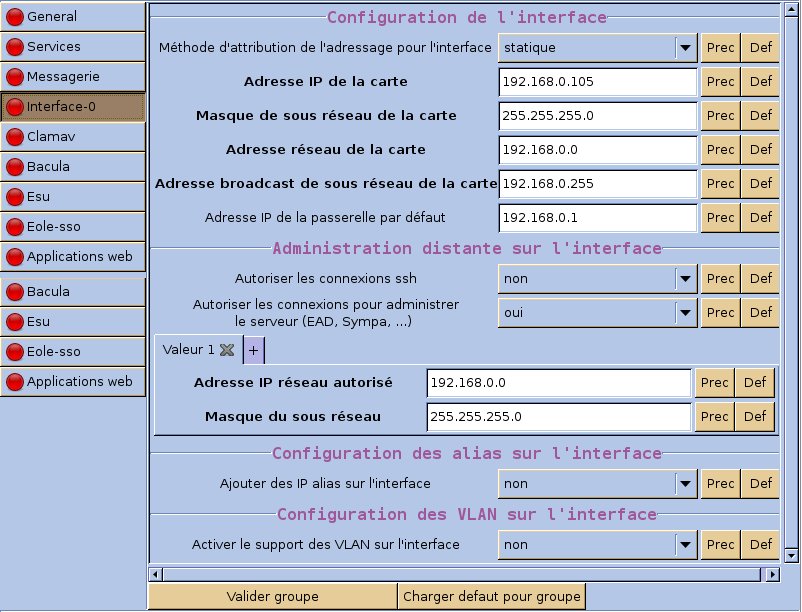 General
Services
Messagerie
Interface-0
Clamav
Bacula
Esu
Eole-sso
Applications web
Bacula
Esu
Eole-sso
Applications web
Configuration de l'interface
Méthode d'attribution de l'adressage pour l'interface statique Prec Def
Adresse IP de la carte 192.168.0.105 Prec Def
Masque de sous réseau de la carte 255.255.255.0 Prec Def
Adresse réseau de la carte 192.168.0.0 Prec Def
Adresse broadcast de sous réseau de la carte 192.168.0.255 Prec Def
Adresse IP de la passerelle par défaut 192.168.0.1 Prec Def
Administration distante sur l'interface
Autoriser les connexions ssh non Prec Def
Autoriser les connexions pour administrer
le serveur (EAD, Sympa, ...) oui Prec Def
Valeur 1 +
Adresse IP réseau autorisé 192.168.0.0 Prec Def
Masque du sous réseau 255.255.255.0 Prec Def
Configuration des alias sur l'interface
Ajouter des IP alias sur l'interface non Prec Def
Configuration des VLAN sur l'interface
Activer le support des VLAN sur l'interface non Prec Def
Valider groupe Charger defaut pour groupe